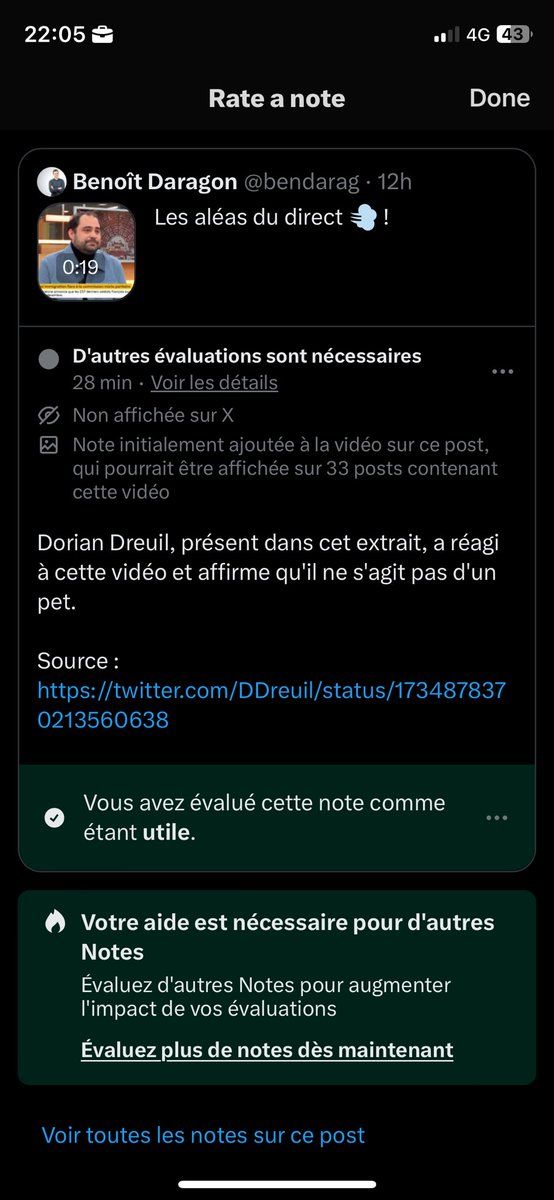 22:05 4G 43
Rate a note Done
Benoît Daragon @bendarag · 12h
Les aléas du direct 💨 !
0:19
D'autres évaluations sont nécessaires
28 min · Voir les détails
Non affichée sur X
Note initialement ajoutée à la vidéo sur ce post,
qui pourrait être affichée sur 33 posts contenant
cette vidéo
Dorian Dreuil, présent dans cet extrait, a réagi
à cette vidéo et affirme qu'il ne s'agit pas d'un
pet.
Source :
https://twitter.com/DDreuil/status/173487837
0213560638
Vous avez évalué cette note comme
étant utile.
Votre aide est nécessaire pour d'autres
Notes
Évaluez d'autres Notes pour augmenter
l'impact de vos évaluations
Évaluez plus de notes dès maintenant
Voir toutes les notes sur ce post